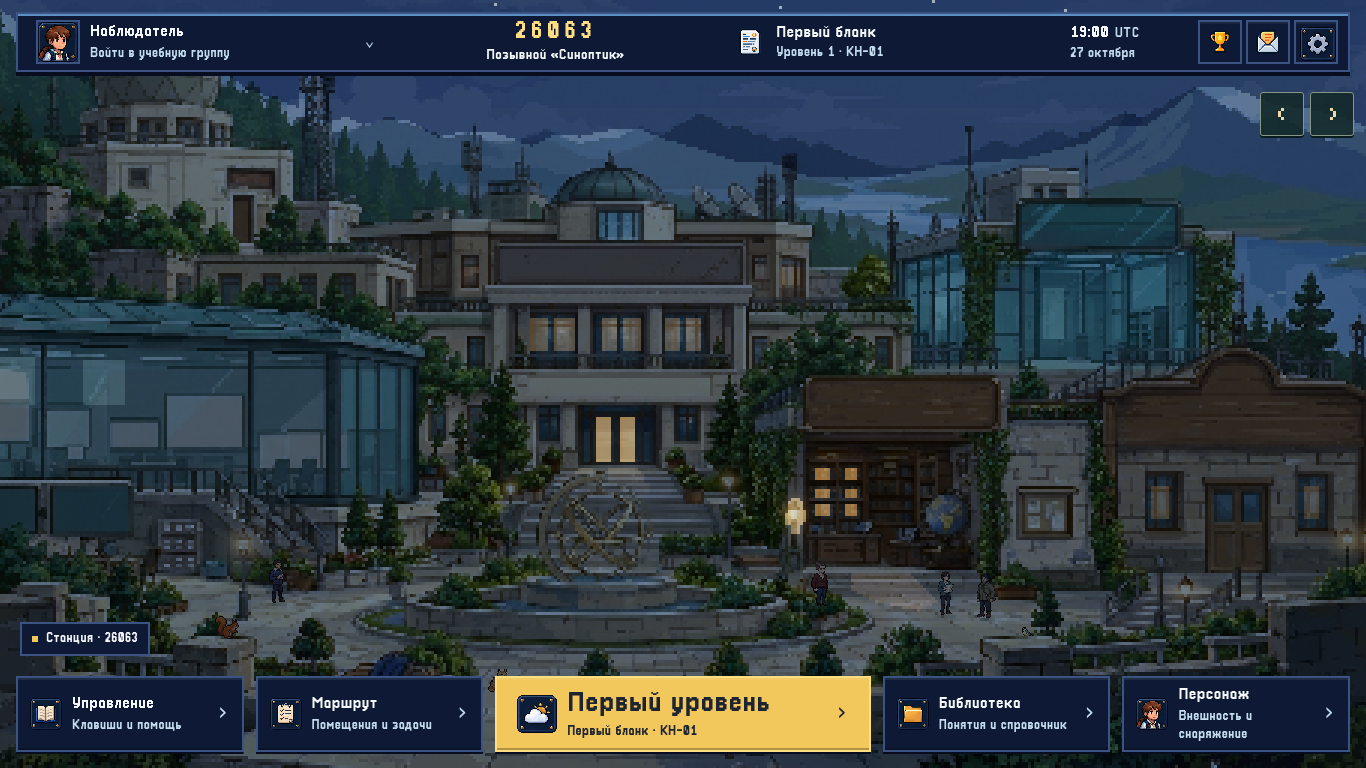 Наблюдатель
Войти в учебную группу
26063
Позывной «Синоптик»
Первый бланк
Уровень 1 · КН-01
19:00 UTC
27 октября
Станция · 26063
Управление
Клавиши и помощь
Маршрут
Помещения и задачи
Первый уровень
Первый бланк · КН-01
Библиотека
Понятия и справочник
Персонаж
Внешность и
снаряжение